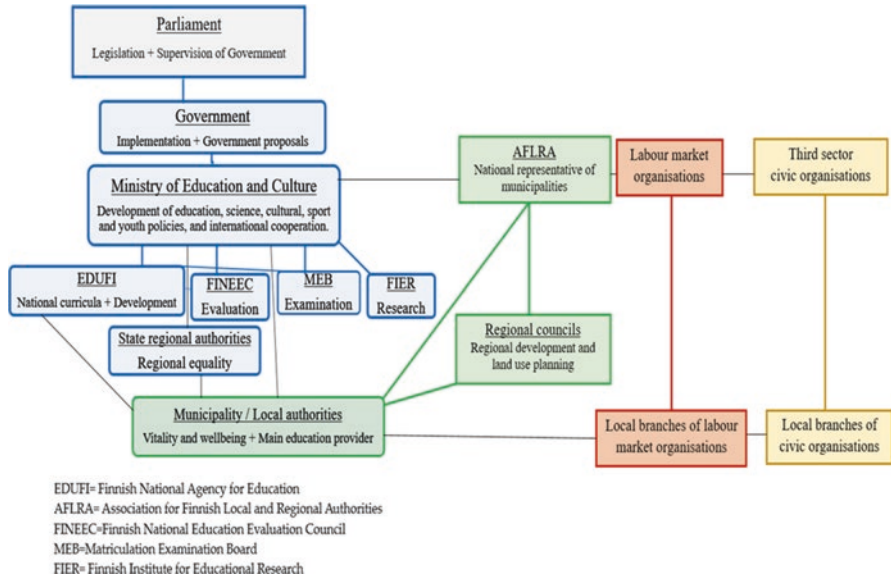 Parliament
Legislation + Supervision of Government
Government
Implementation + Government proposals
Ministry of Education and Culture
Development of education, science, cultural, sport
and youth policies, and international cooperation.
AFLRA
National representative of
municipalities
Labour market
organisations
Third sector
civic organisations
EDUFI
National curricula + Development
FINEEC
Evaluation
MEB
Examination
FIER
Research
State regional authorities
Regional equality
Regional councils
Regional development and
land use planning
Municipality / Local authorities
Vitality and wellbeing + Main education provider
Local branches of labour
market organisations
Local branches of
civic organisations
EDUFI= Finnish National Agency for Education
AFLRA= Association for Finnish Local and Regional Authorities
FINEEC=Finnish National Education Evaluation Council
MEB=Matriculation Examination Board
FIER= Finnish Institute for Educational Research